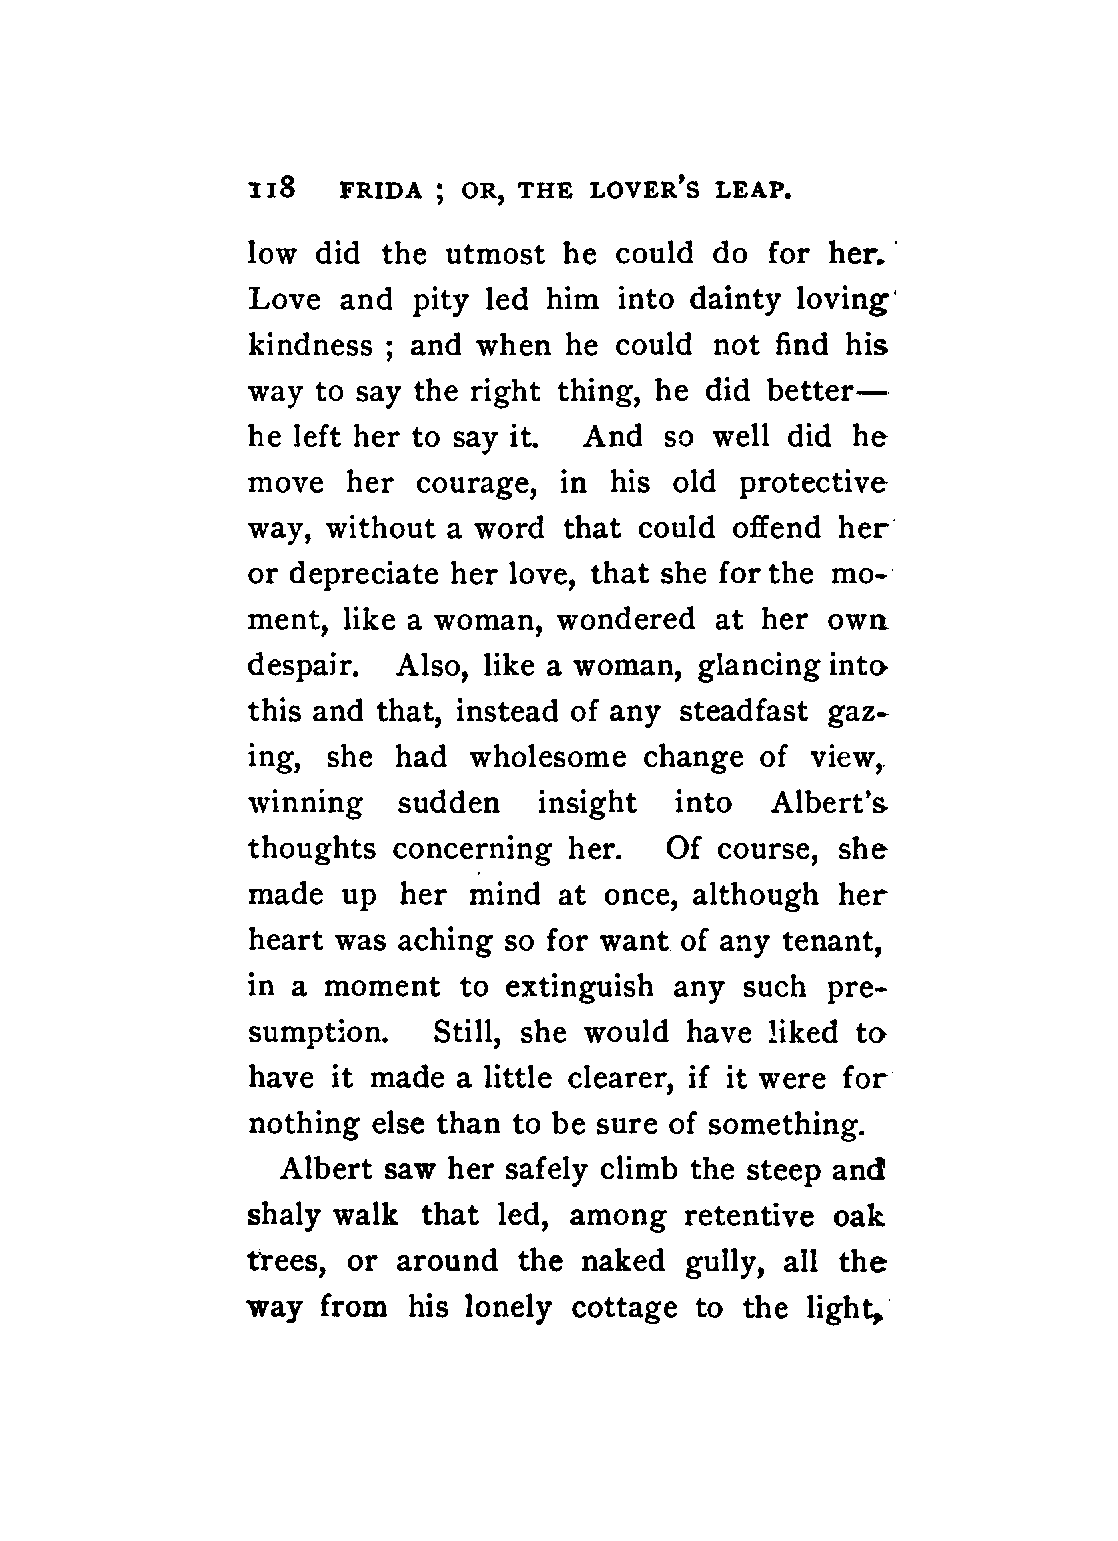 118 FRIDA ; OR, THE LOVER'S LEAP.
low did the utmost he could do for her.
Love and pity led him into dainty loving
kindness ; and when he could not find his
way to say the right thing, he did better—
he left her to say it. And so well did he
move her courage, in his old protective
way, without a word that could offend her
or depreciate her love, that she for the mo-
ment, like a woman, wondered at her own
despair. Also, like a woman, glancing into
this and that, instead of any steadfast gaz-
ing, she had wholesome change of view,
winning sudden insight into Albert's
thoughts concerning her. Of course, she
made up her mind at once, although her
heart was aching so for want of any tenant,
in a moment to extinguish any such pre-
sumption. Still, she would have liked to
have it made a little clearer, if it were for
nothing else than to be sure of something.
Albert saw her safely climb the steep and
shaly walk that led, among retentive oak
trees, or around the naked gully, all the
way from his lonely cottage to the light,